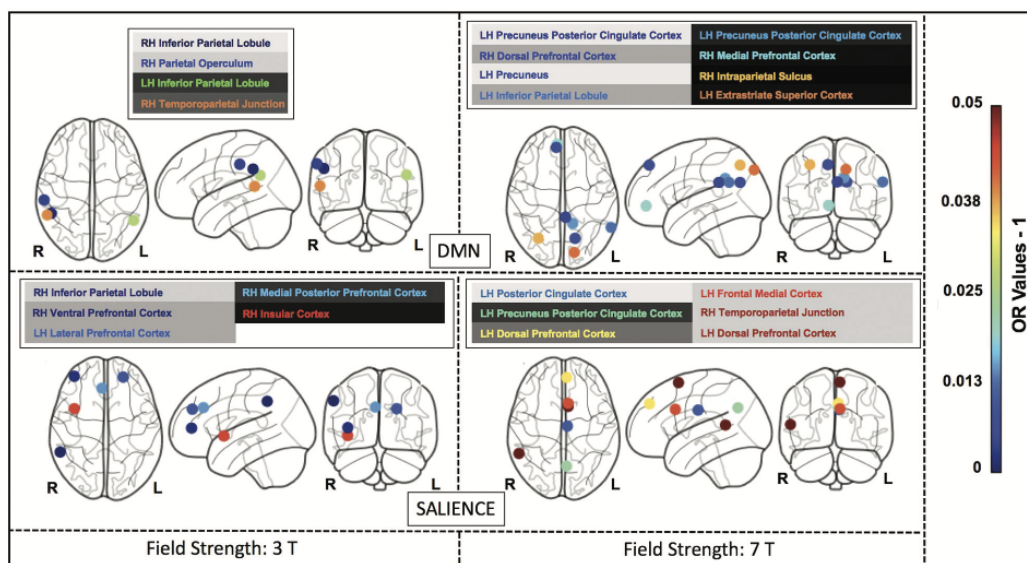 RH Inferior Parietal Lobule
RH Parietal Operculum
LH Inferior Parietal Lobule
RH Temporoparietal Junction
R
L
R
L
LH Precuneus Posterior Cingulate Cortex
RH Dorsal Prefrontal Cortex
LH Precuneus
LH Inferior Parietal Lobule
LH Precuneus Posterior Cingulate Cortex
RH Medial Prefrontal Cortex
RH Intraparietal Sulcus
LH Extrastriate Superior Cortex
R
L
R
L
DMN
RH Inferior Parietal Lobule
RH Ventral Prefrontal Cortex
LH Lateral Prefrontal Cortex
RH Medial Posterior Prefrontal Cortex
RH Insular Cortex
R
L
R
L
LH Posterior Cingulate Cortex
LH Precuneus Posterior Cingulate Cortex
LH Dorsal Prefrontal Cortex
LH Frontal Medial Cortex
RH Temporoparietal Junction
LH Dorsal Prefrontal Cortex
R
L
R
L
SALIENCE
Field Strength: 3 T
Field Strength: 7 T
0.05
0.038
0.025
0.013
0
OR Values - 1